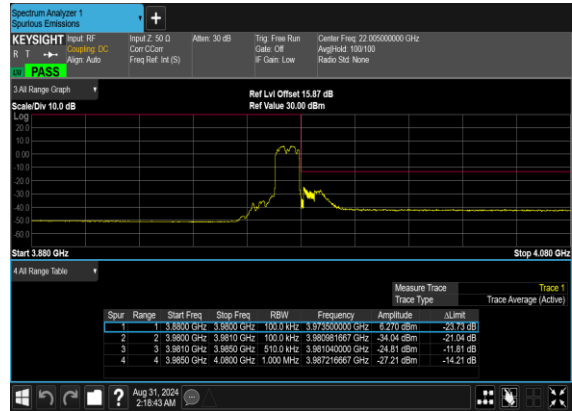 Spectrum Analyzer 1
Spurious Emissions
KEYSIGHT Input: RF Input Z: 50 Ω Atten: 30 dB Trig: Free Run Center Freq: 22.005000000 GHz
R T Coupling: DC Corr CCorr Gate: Off Avg|Hold: 100/100
Align: Auto Freq Ref: Int (S) IF Gain: Low Radio Std: None
LW PASS
3 All Range Graph
Ref Lvl Offset 15.87 dB
Scale/Div 10.0 dB Ref Value 30.00 dBm
Log
20.0
10.0
0.00
-10.0
-20.0
-30.0
-40.0
-50.0
-60.0
Start 3.880 GHz Stop 4.080 GHz
4 All Range Table
Measure Trace Trace 1
Trace Type Trace Average (Active)
Spur Range Start Freq Stop Freq RBW Frequency Amplitude ΔLimit
1 1 3.8800 GHz 3.9800 GHz 100.0 kHz 3.973500000 GHz 6.270 dBm -23.73 dB
2 2 3.9800 GHz 3.9810 GHz 100.0 kHz 3.980981667 GHz -34.04 dBm -21.04 dB
3 3 3.9810 GHz 3.9850 GHz 510.0 kHz 3.981040000 GHz -24.81 dBm -11.81 dB
4 4 3.9850 GHz 4.0800 GHz 1.000 MHz 3.987216667 GHz -27.21 dBm -14.21 dB
Aug 31, 2024
2:18:43 AM